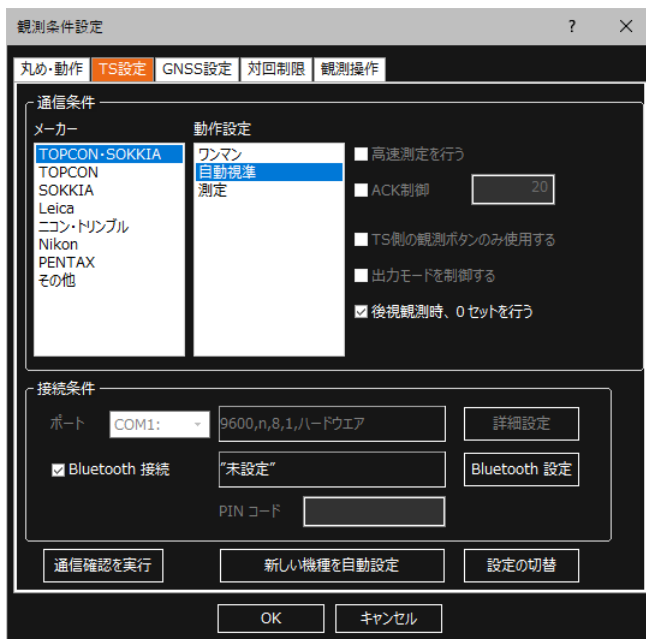 観測条件設定
?
×
丸め・動作 TS設定 GNSS設定 対回制限 観測操作
通信条件
メーカー
TOPCON・SOKKIA
TOPCON
SOKKIA
Leica
ニコン・トリンブル
Nikon
PENTAX
その他
動作設定
ワンマン
自動視準
測定
高速測定を行う
ACK制御 20
TS側の観測ボタンのみ使用する
出力モードを制御する
後視観測時、0セットを行う
接続条件
ポート COM1: 9600,n,8,1,ハードウエア 詳細設定
Bluetooth 接続 "未設定" Bluetooth 設定
PIN コード
通信確認を実行 新しい機種を自動設定 設定の切替
OK キャンセル